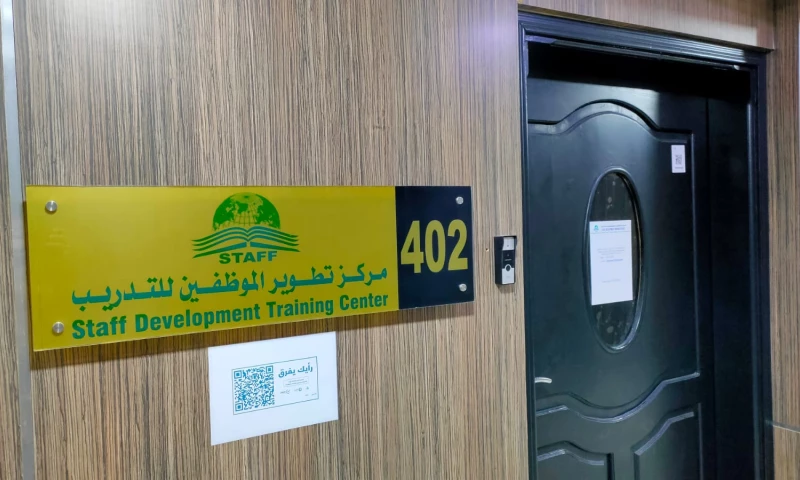 STAFF
مركز تطوير الموظفين للتدريب
Staff Development Training Center
402
رأيك يفرق